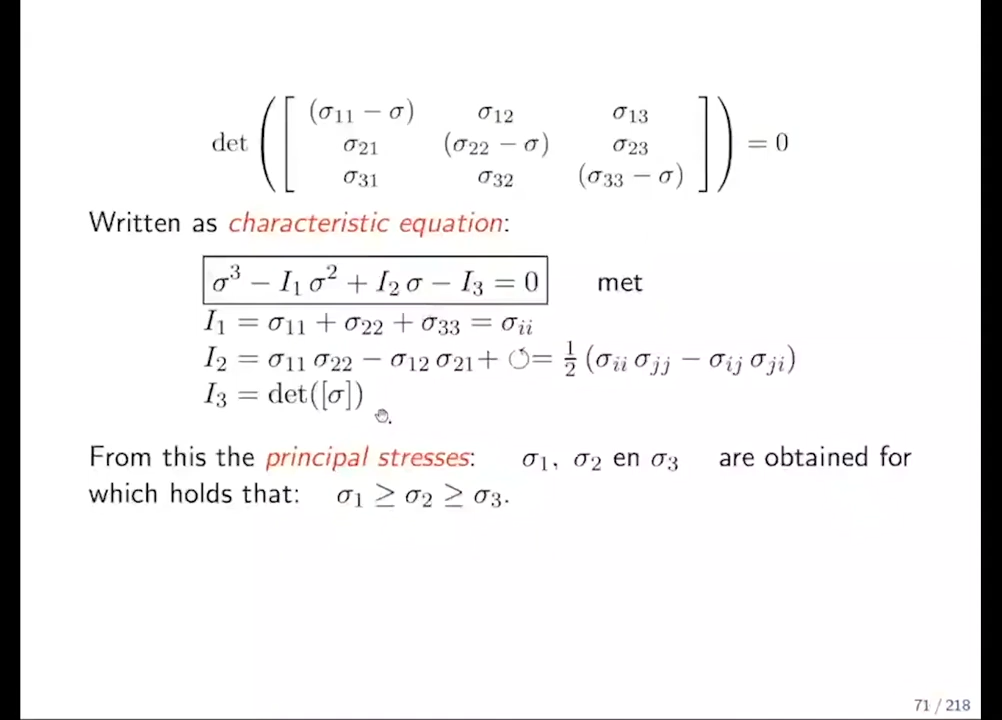 det ( [ (σ11 − σ) σ12 σ13
σ21 (σ22 − σ) σ23
σ31 σ32 (σ33 − σ) ] ) = 0
Written as characteristic equation:
σ³ − I₁ σ² + I₂ σ − I₃ = 0 met
I₁ = σ₁₁ + σ₂₂ + σ₃₃ = σᵢᵢ
I₂ = σ₁₁ σ₂₂ − σ₁₂ σ₂₁ + ↺ = ½ (σᵢᵢ σⱼⱼ − σᵢⱼ σⱼᵢ)
I₃ = det([σ])
From this the principal stresses: σ₁, σ₂ en σ₃ are obtained for
which holds that: σ₁ ≥ σ₂ ≥ σ₃.
71 / 218